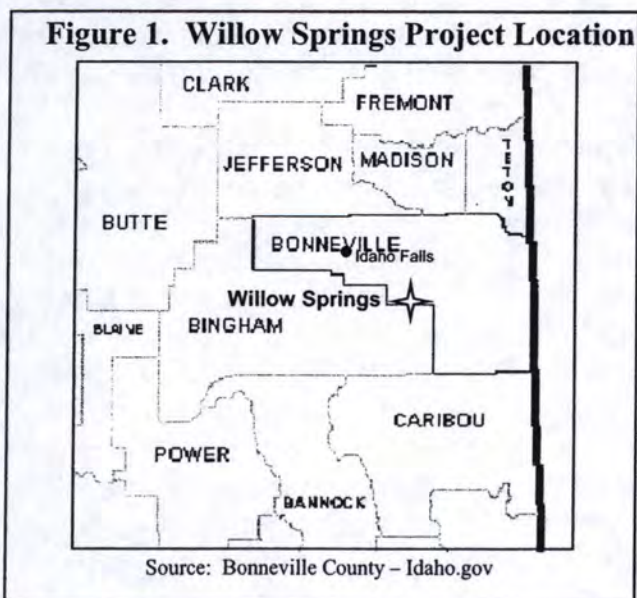 Figure 1. Willow Springs Project Location
CLARK
FREMONT
JEFFERSON
MADISON
TETON
BUTTE
BONNEVILLE
Idaho Falls
Willow Springs
BLAINE
BINGHAM
CARIBOU
POWER
BANNOCK
Source: Bonneville County – Idaho.gov